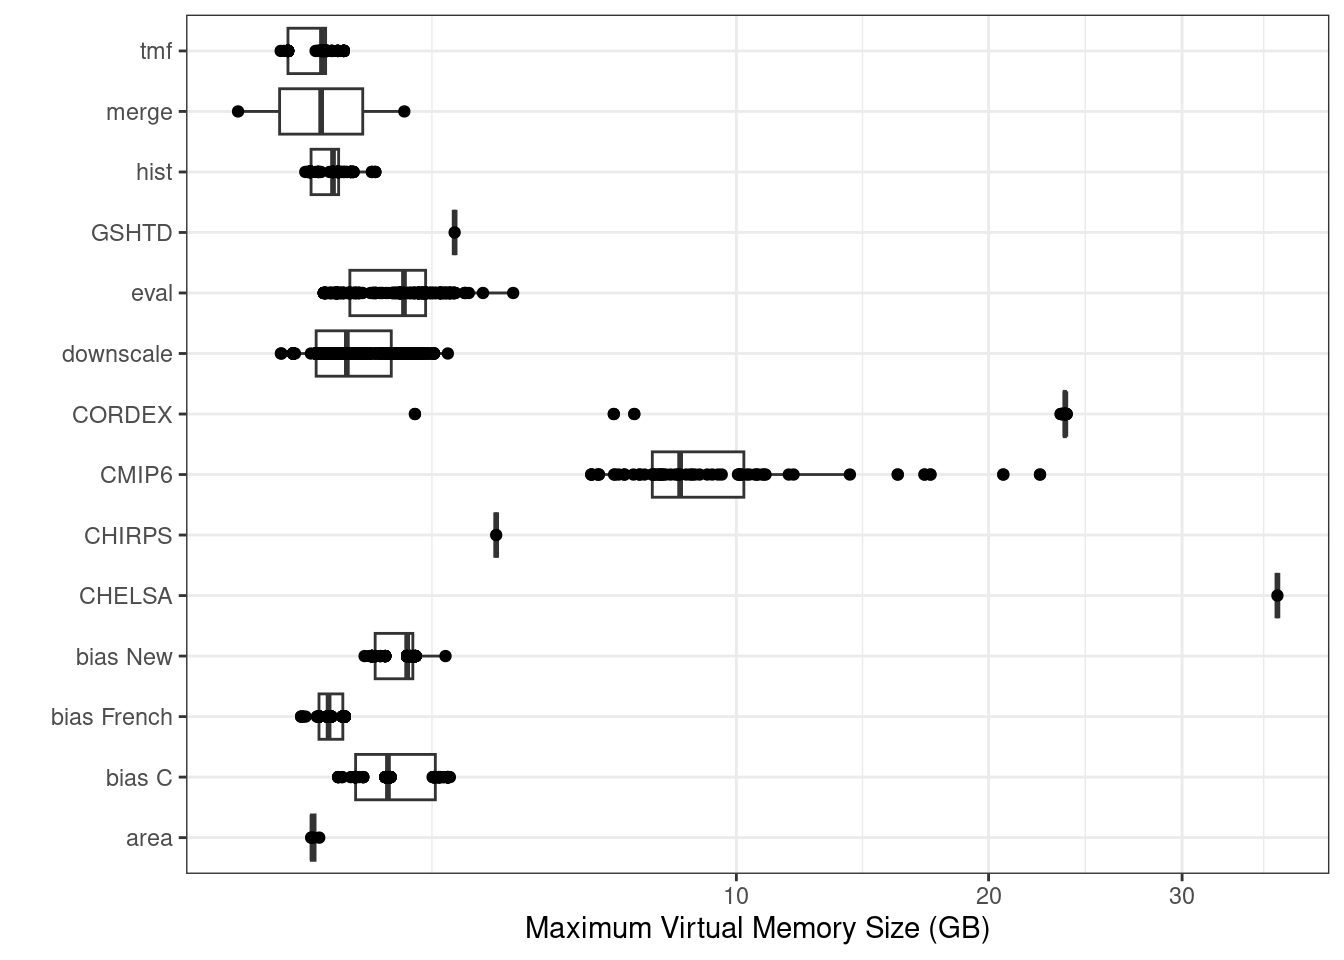 tmf
merge
hist
GSHTD
eval
downscale
CORDEX
CMIP6
CHIRPS
CHELSA
bias New
bias French
bias C
area
10 20 30
Maximum Virtual Memory Size (GB)